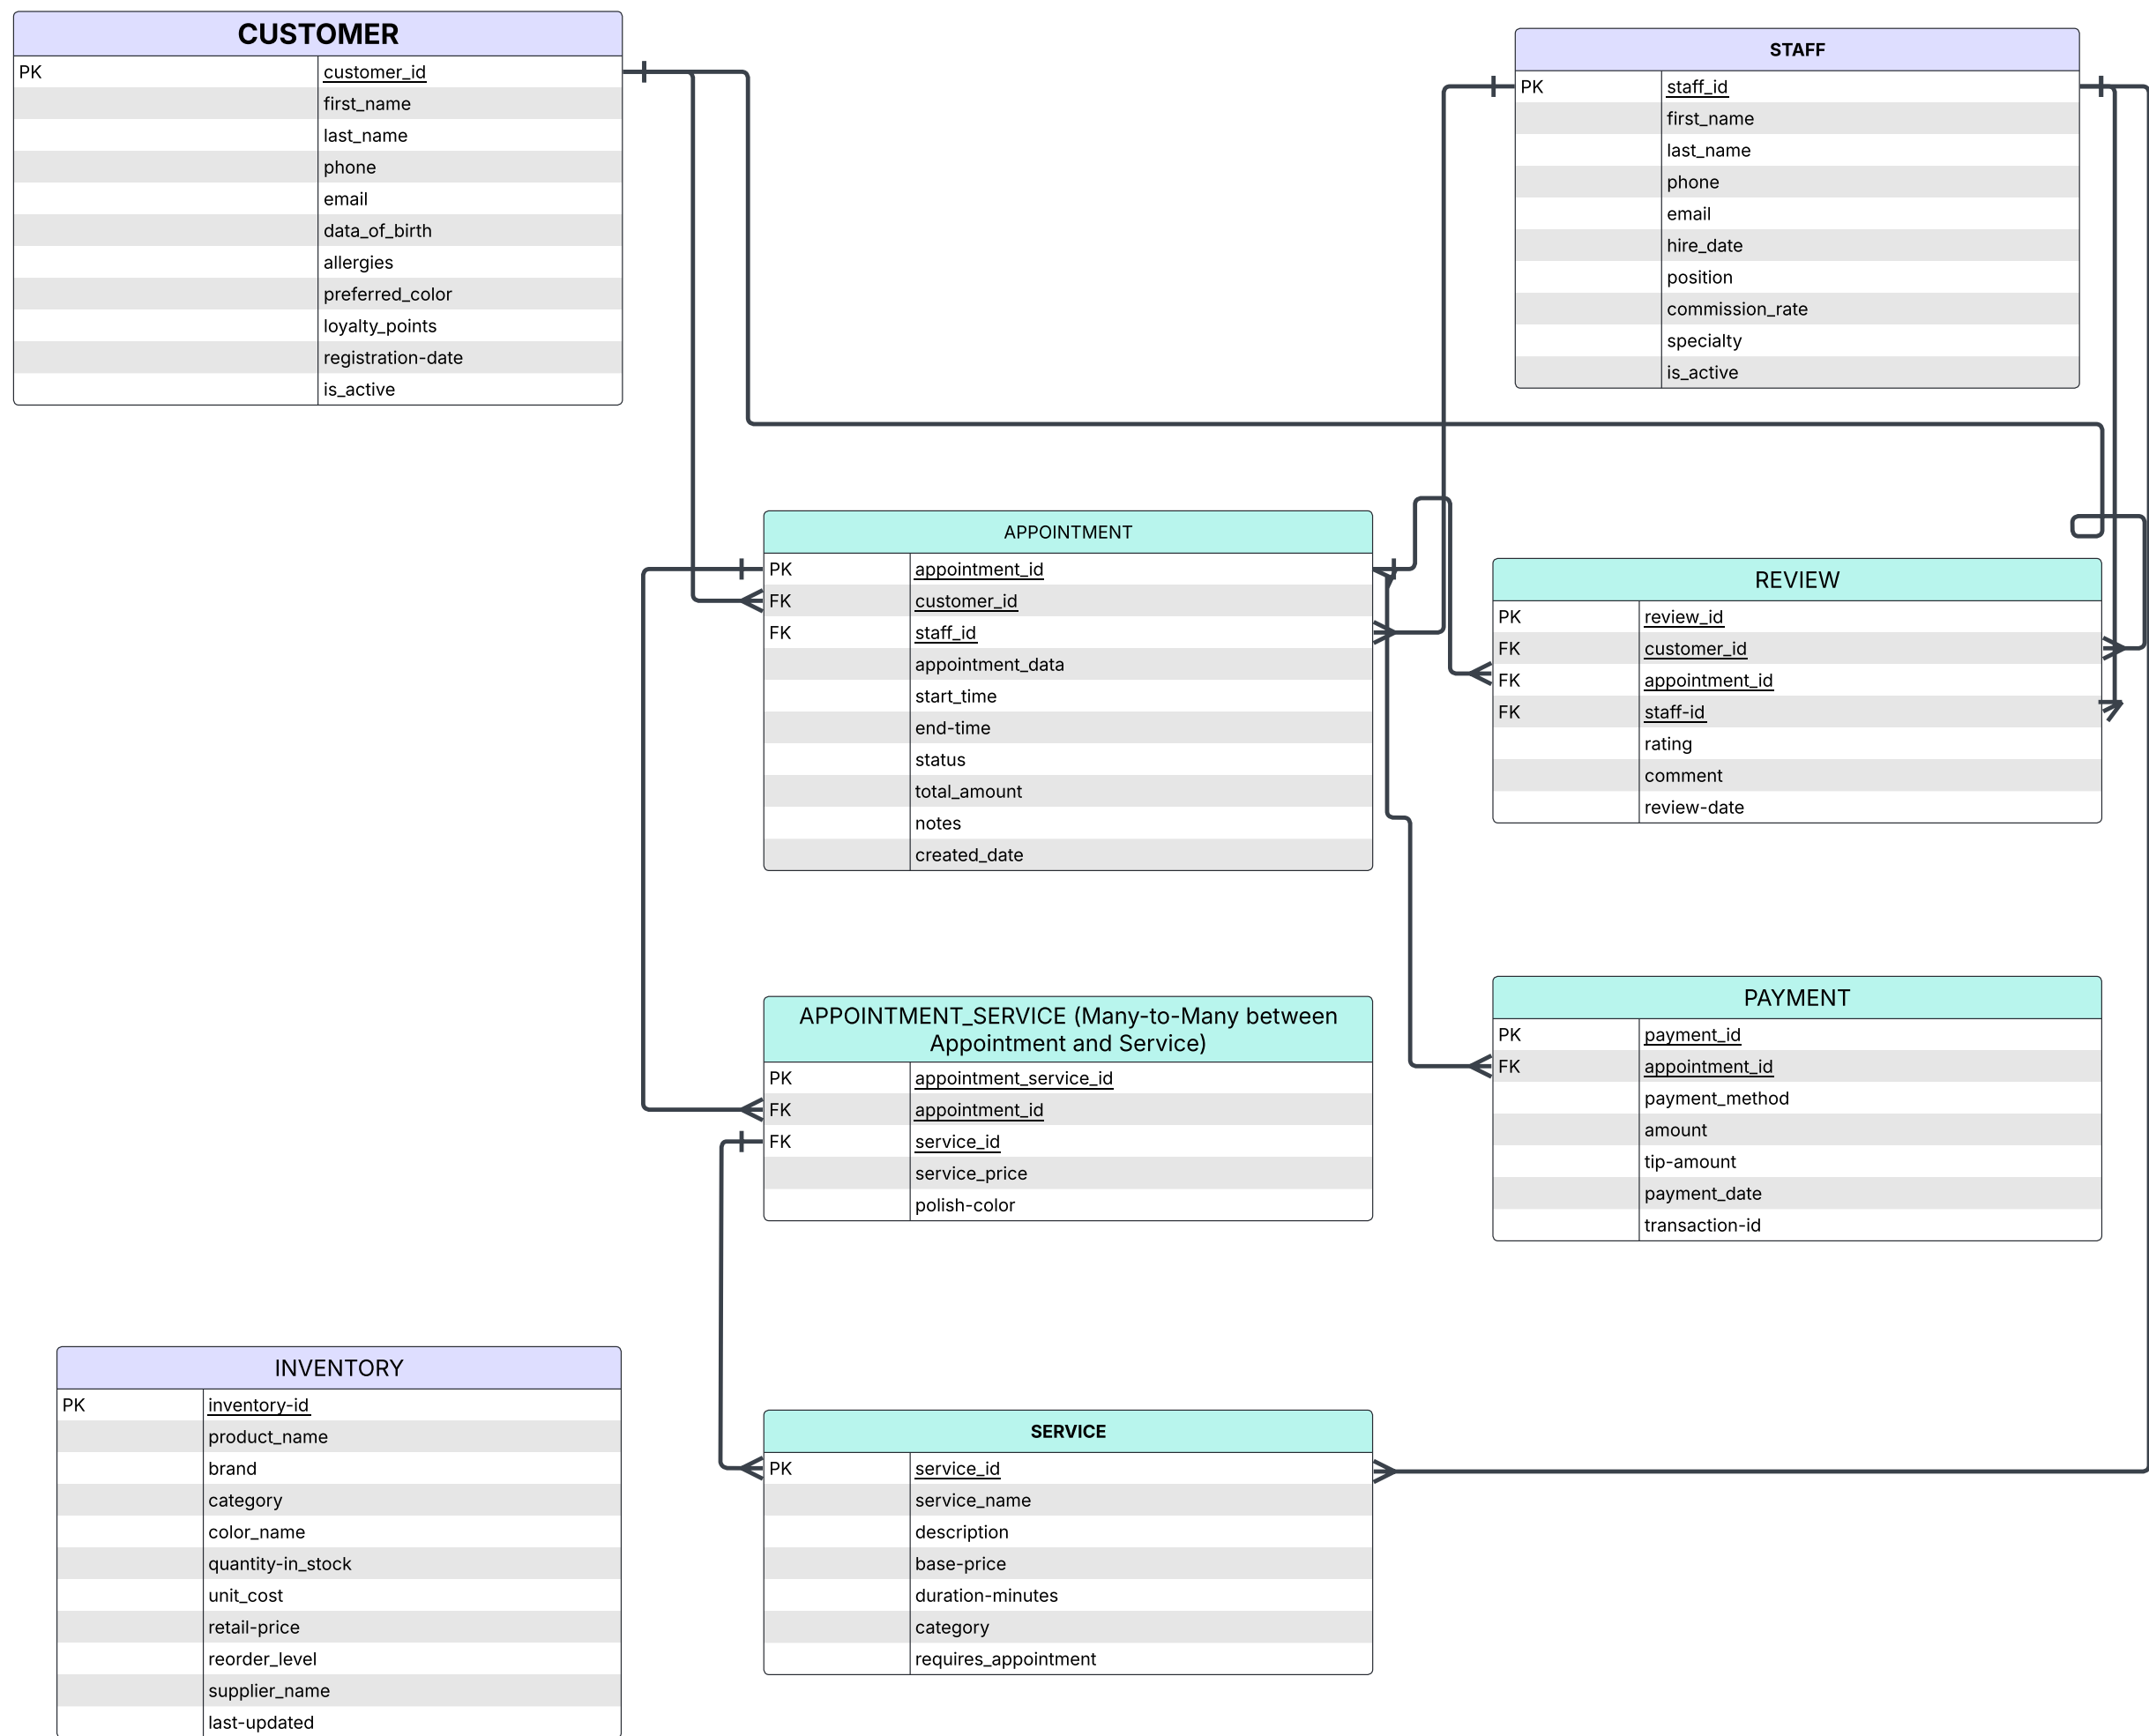 CUSTOMER
PK customer_id
first_name
last_name
phone
email
data_of_birth
allergies
preferred_color
loyalty_points
registration-date
is_active
STAFF
PK staff_id
first_name
last_name
phone
email
hire_date
position
commission_rate
specialty
is_active
APPOINTMENT
PK appointment_id
FK customer_id
FK staff_id
appointment_data
start_time
end-time
status
total_amount
notes
created_date
REVIEW
PK review_id
FK customer_id
FK appointment_id
FK staff-id
rating
comment
review-date
APPOINTMENT_SERVICE (Many-to-Many between
Appointment and Service)
PK appointment_service_id
FK appointment_id
FK service_id
service_price
polish-color
PAYMENT
PK payment_id
FK appointment_id
payment_method
amount
tip-amount
payment_date
transaction-id
INVENTORY
PK inventory-id
product_name
brand
category
color_name
quantity-in_stock
unit_cost
retail-price
reorder_level
supplier_name
last-updated
SERVICE
PK service_id
service_name
description
base-price
duration-minutes
category
requires_appointment